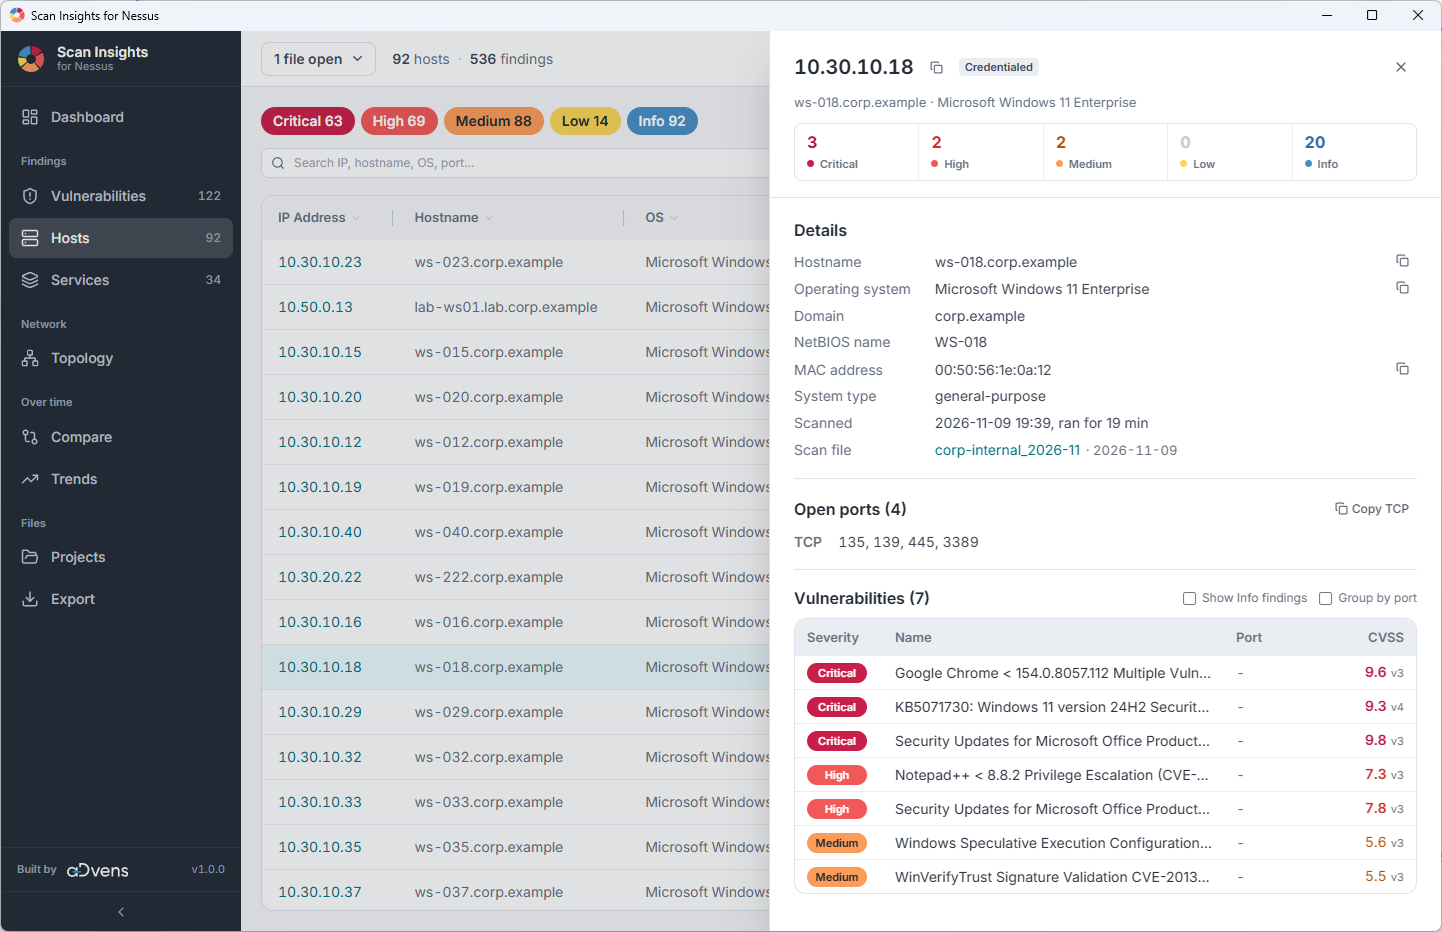 Scan Insights for Nessus
Scan Insights
for Nessus
Dashboard
Findings
Vulnerabilities 122
Hosts 92
Services 34
Network
Topology
Over time
Compare
Trends
Files
Projects
Export
Built by advens v1.0.0
1 file open 92 hosts · 536 findings
Critical 63 High 69 Medium 88 Low 14 Info 92
Search IP, hostname, OS, port...
IP Address Hostname OS
10.30.10.23 ws-023.corp.example Microsoft Windows
10.50.0.13 lab-ws01.lab.corp.example Microsoft Windows
10.30.10.15 ws-015.corp.example Microsoft Windows
10.30.10.20 ws-020.corp.example Microsoft Windows
10.30.10.12 ws-012.corp.example Microsoft Windows
10.30.10.19 ws-019.corp.example Microsoft Windows
10.30.10.40 ws-040.corp.example Microsoft Windows
10.30.20.22 ws-222.corp.example Microsoft Windows
10.30.10.16 ws-016.corp.example Microsoft Windows
10.30.10.18 ws-018.corp.example Microsoft Windows
10.30.10.29 ws-029.corp.example Microsoft Windows
10.30.10.32 ws-032.corp.example Microsoft Windows
10.30.10.33 ws-033.corp.example Microsoft Windows
10.30.10.35 ws-035.corp.example Microsoft Windows
10.30.10.37 ws-037.corp.example Microsoft Windows
10.30.10.18 Credentialed
ws-018.corp.example · Microsoft Windows 11 Enterprise
3 2 2 0 20
Critical High Medium Low Info
Details
Hostname ws-018.corp.example
Operating system Microsoft Windows 11 Enterprise
Domain corp.example
NetBIOS name WS-018
MAC address 00:50:56:1e:0a:12
System type general-purpose
Scanned 2026-11-09 19:39, ran for 19 min
Scan file corp-internal_2026-11 · 2026-11-09
Open ports (4) Copy TCP
TCP 135, 139, 445, 3389
Vulnerabilities (7) Show Info findings Group by port
Severity Name Port CVSS
Critical Google Chrome < 154.0.8057.112 Multiple Vuln... - 9.6 v3
Critical KB5071730: Windows 11 version 24H2 Securit... - 9.3 v4
Critical Security Updates for Microsoft Office Product... - 9.8 v3
High Notepad++ < 8.8.2 Privilege Escalation (CVE-... - 7.3 v3
High Security Updates for Microsoft Office Product... - 7.8 v3
Medium Windows Speculative Execution Configuration... - 5.6 v3
Medium WinVerifyTrust Signature Validation CVE-2013... - 5.5 v3